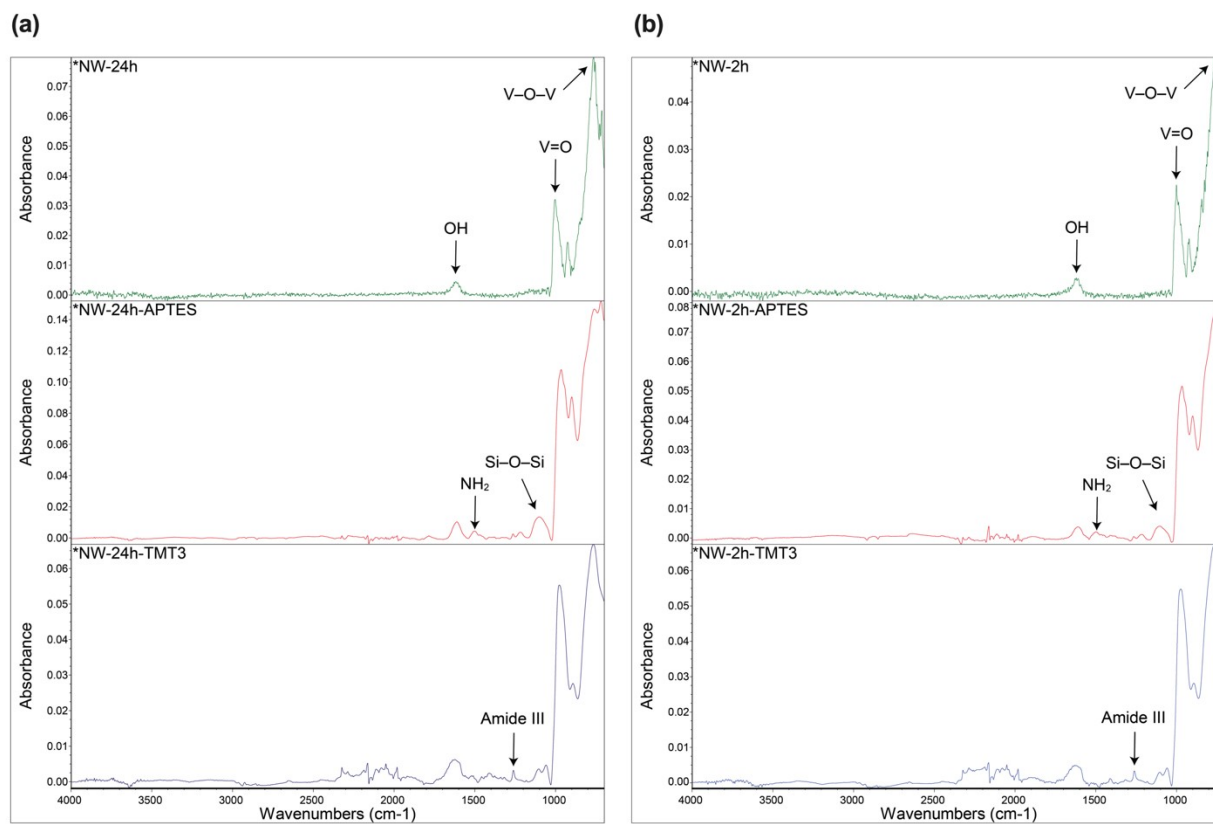 (a)
*NW-24h
V–O–V
V=O
OH
Absorbance
0.07
0.06
0.05
0.04
0.03
0.02
0.01
0.00
*NW-24h-APTES
Si–O–Si
NH₂
Absorbance
0.14
0.12
0.10
0.08
0.06
0.04
0.02
0.00
*NW-24h-TMT3
Amide III
Absorbance
0.06
0.05
0.04
0.03
0.02
0.01
0.00
4000 3500 3000 2500 2000 1500 1000
Wavenumbers (cm-1)
(b)
*NW-2h
V–O–V
V=O
OH
Absorbance
0.04
0.03
0.02
0.01
0.00
*NW-2h-APTES
Si–O–Si
NH₂
Absorbance
0.08
0.07
0.06
0.05
0.04
0.03
0.02
0.01
0.00
*NW-2h-TMT3
Amide III
Absorbance
0.06
0.05
0.04
0.03
0.02
0.01
0.00
4000 3500 3000 2500 2000 1500 1000
Wavenumbers (cm-1)